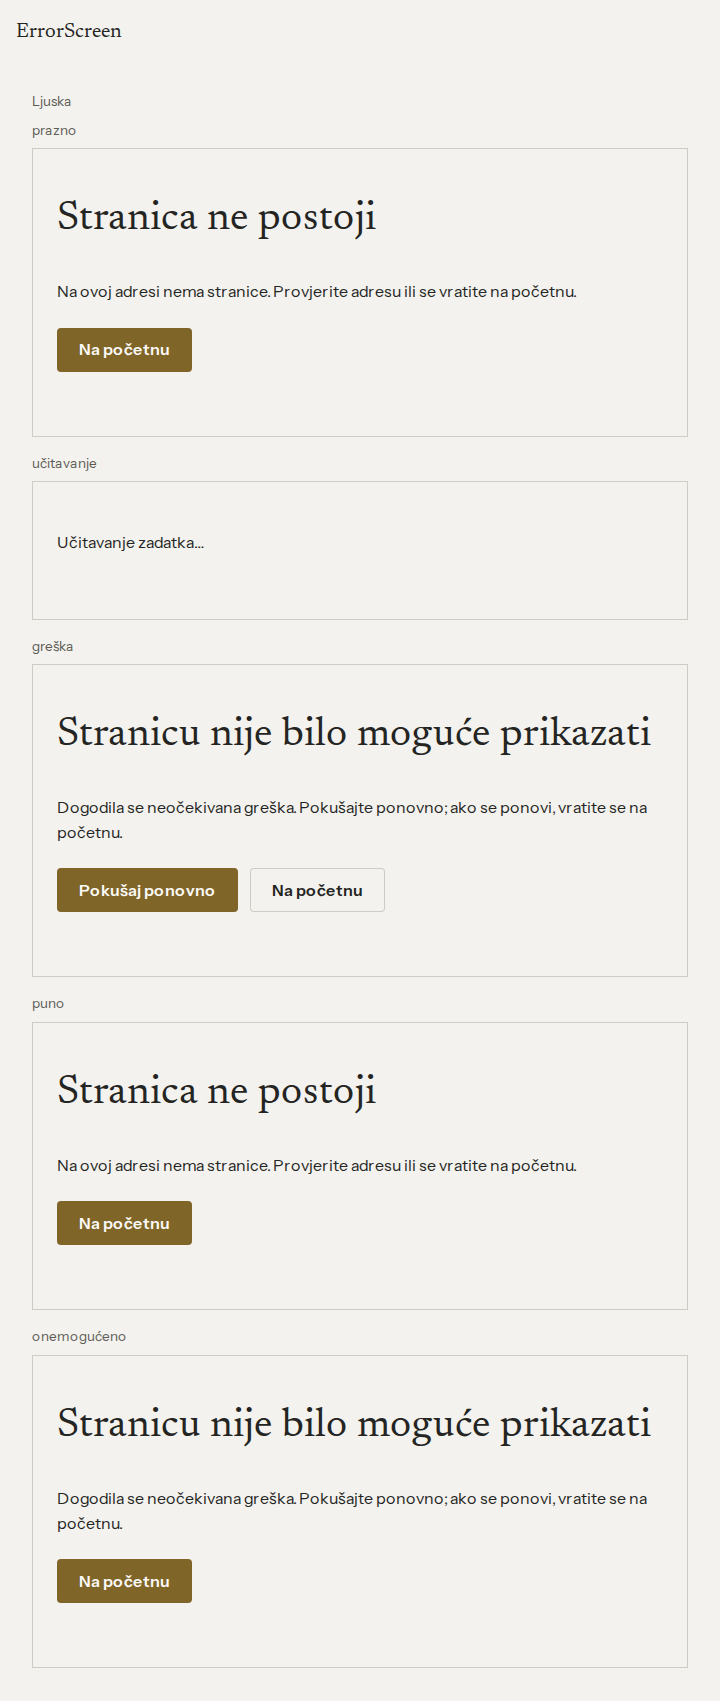 ErrorScreen
Ljuska
prazno
Stranica ne postoji
Na ovoj adresi nema stranice. Provjerite adresu ili se vratite na početnu.
Na početnu
učitavanje
Učitavanje zadatka…
greška
Stranicu nije bilo moguće prikazati
Dogodila se neočekivana greška. Pokušajte ponovno; ako se ponovi, vratite se na
početnu.
Pokušaj ponovno Na početnu
puno
Stranica ne postoji
Na ovoj adresi nema stranice. Provjerite adresu ili se vratite na početnu.
Na početnu
onemogućeno
Stranicu nije bilo moguće prikazati
Dogodila se neočekivana greška. Pokušajte ponovno; ako se ponovi, vratite se na
početnu.
Na početnu